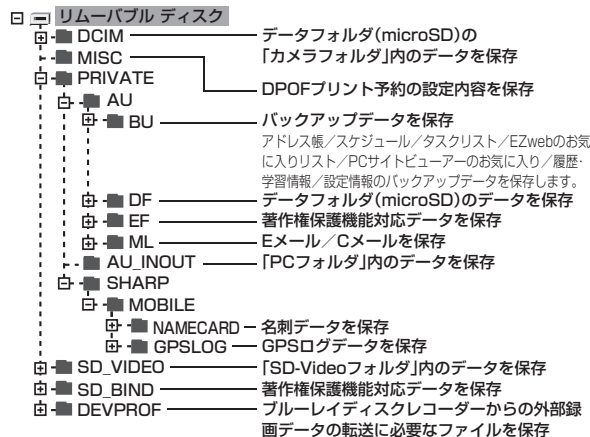 リムーバブル ディスク
DCIM データフォルダ(microSD)の
「カメラフォルダ」内のデータを保存
MISC
DPOFプリント予約の設定内容を保存
PRIVATE
AU
BU バックアップデータを保存
アドレス帳／スケジュール／タスクリスト／EZwebのお気
に入りリスト／PCサイトビューアーのお気に入り／履歴・
学習情報／設定情報のバックアップデータを保存します。
DF データフォルダ(microSD)のデータを保存
EF 著作権保護機能対応データを保存
ML Eメール／Cメールを保存
AU_INOUT 「PCフォルダ」内のデータを保存
SHARP
MOBILE
NAMECARD 名刺データを保存
GPSLOG GPSログデータを保存
SD_VIDEO 「SD-Videoフォルダ」内のデータを保存
SD_BIND 著作権保護機能対応データを保存
DEVPROF ブルーレイディスクレコーダーからの外部録
画データの転送に必要なファイルを保存